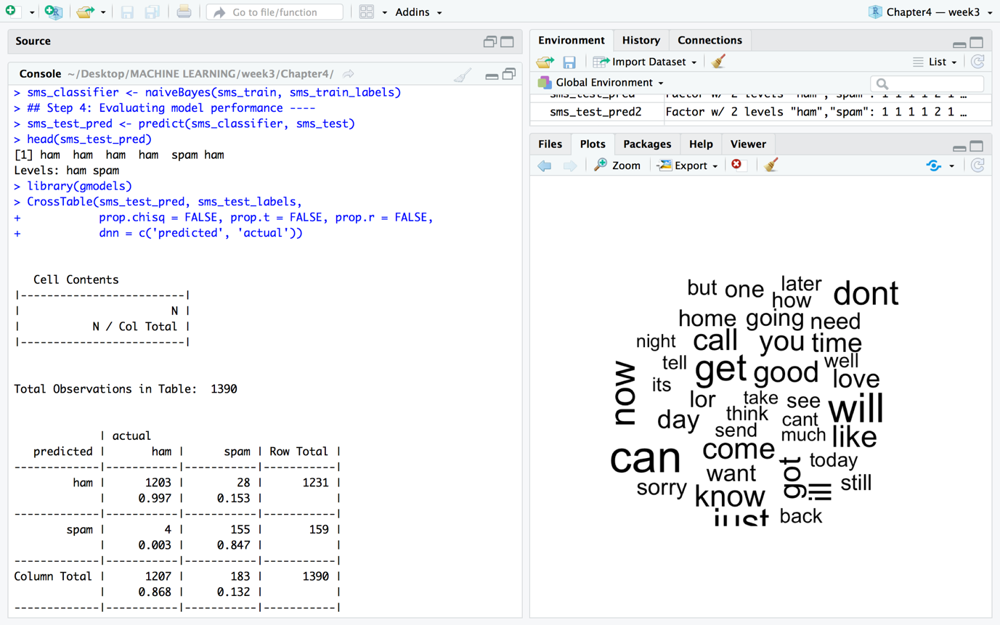 Go to file/function
Addins
Chapter4 — week3
Source
Console ~/Desktop/MACHINE LEARNING/week3/Chapter4/
> sms_classifier <- naiveBayes(sms_train, sms_train_labels)
> ## Step 4: Evaluating model performance ----
> sms_test_pred <- predict(sms_classifier, sms_test)
> head(sms_test_pred)
[1] ham  ham  ham  ham  spam ham
Levels: ham spam
> library(gmodels)
> CrossTable(sms_test_pred, sms_test_labels,
+            prop.chisq = FALSE, prop.t = FALSE, prop.r = FALSE,
+            dnn = c('predicted', 'actual'))
   Cell Contents
|-------------------------|
|                       N |
|           N / Col Total |
|-------------------------|
Total Observations in Table:  1390
             | actual
   predicted |       ham |      spam | Row Total |
-------------|-----------|-----------|-----------|
         ham |      1203 |        28 |      1231 |
             |     0.997 |     0.153 |           |
-------------|-----------|-----------|-----------|
        spam |         4 |       155 |       159 |
             |     0.003 |     0.847 |           |
-------------|-----------|-----------|-----------|
Column Total |      1207 |       183 |      1390 |
             |     0.868 |     0.132 |           |
-------------|-----------|-----------|-----------|
Environment History Connections
Import Dataset List
Global Environment
sms_test_pred Factor w/ 2 levels "ham","spam": 1 1 1 1 2 1 …
sms_test_pred2 Factor w/ 2 levels "ham","spam": 1 1 1 1 2 1 …
Files Plots Packages Help Viewer
Zoom Export
but one later
how dont
home going need
night call you time
tell get good well
now its love
lor take see will
day think cant
send much like
can come today
want got
sorry know ill still
just back